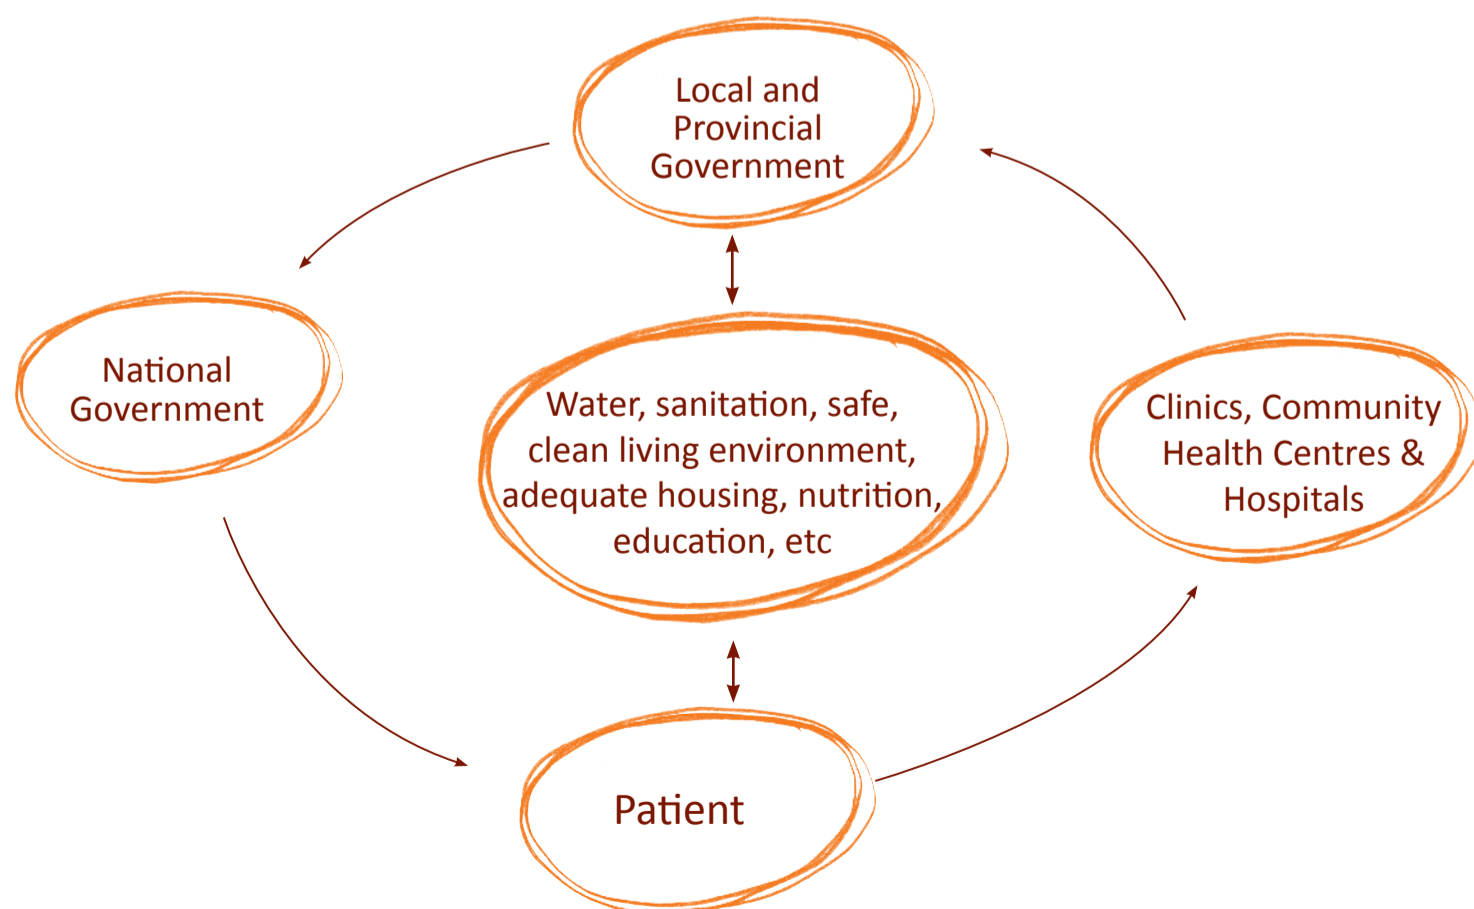 Local and
Provincial
Government
National
Government
Water, sanitation, safe,
clean living environment,
adequate housing, nutrition,
education, etc
Clinics, Community
Health Centres &
Hospitals
Patient